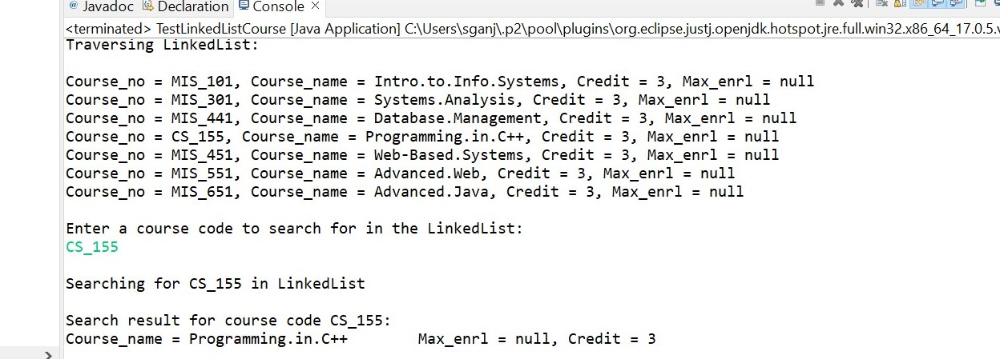 @ Javadoc Declaration Console
<terminated> TestLinkedListCourse [Java Application] C:\Users\sganj\.p2\pool\plugins\org.eclipse.justj.openjdk.hotspot.jre.full.win32.x86_64_17.0.5.v
Traversing LinkedList:
Course_no = MIS_101, Course_name = Intro.to.Info.Systems, Credit = 3, Max_enrl = null
Course_no = MIS_301, Course_name = Systems.Analysis, Credit = 3, Max_enrl = null
Course_no = MIS_441, Course_name = Database.Management, Credit = 3, Max_enrl = null
Course_no = CS_155, Course_name = Programming.in.C++, Credit = 3, Max_enrl = null
Course_no = MIS_451, Course_name = Web-Based.Systems, Credit = 3, Max_enrl = null
Course_no = MIS_551, Course_name = Advanced.Web, Credit = 3, Max_enrl = null
Course_no = MIS_651, Course_name = Advanced.Java, Credit = 3, Max_enrl = null
Enter a course code to search for in the LinkedList:
CS_155
Searching for CS_155 in LinkedList
Search result for course code CS_155:
Course_name = Programming.in.C++ Max_enrl = null, Credit = 3